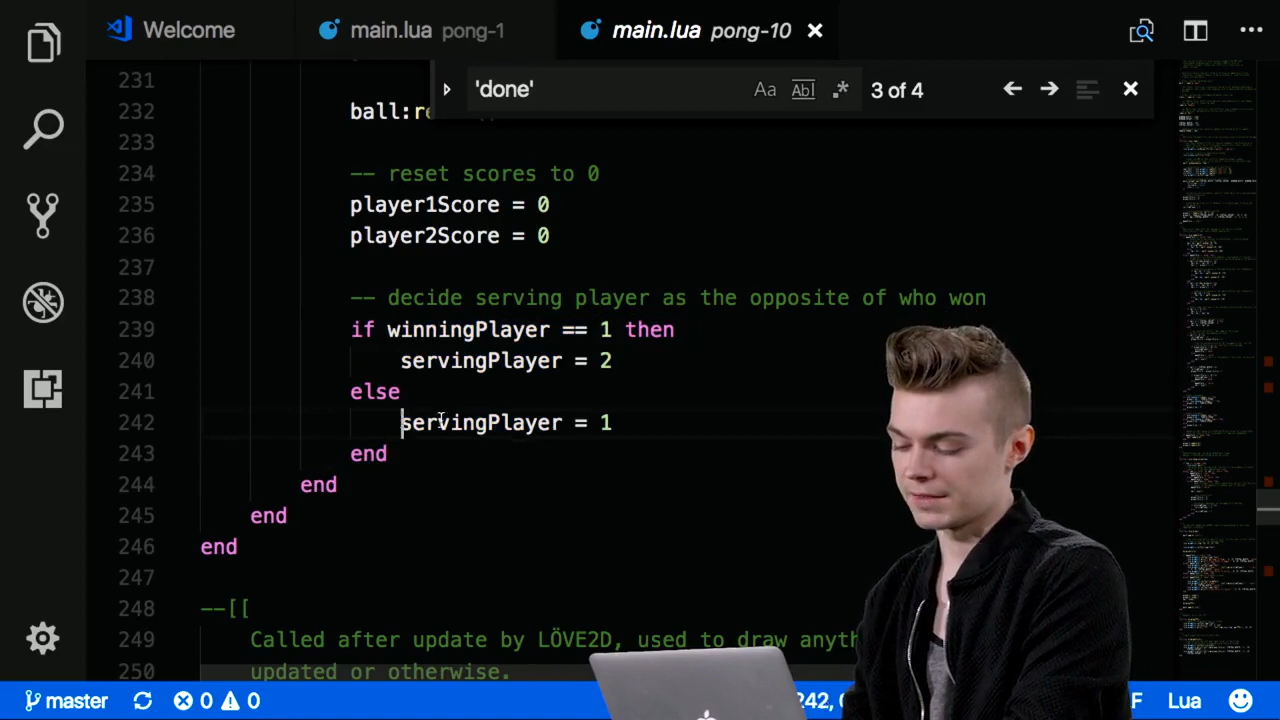 Welcome
main.lua pong-1
main.lua pong-10
'done'
Aa
Abl
.*
3 of 4
231
232 ball:re
233
234 -- reset scores to 0
235 player1Score = 0
236 player2Score = 0
237
238 -- decide serving player as the opposite of who won
239 if winningPlayer == 1 then
240 servingPlayer = 2
241 else
242 servingPlayer = 1
243 end
244 end
245 end
246 end
247
248 --[[
249 Called after update by LÖVE2D, used to draw anyth
250 updated or otherwise.
master
0
0
242,
F
Lua